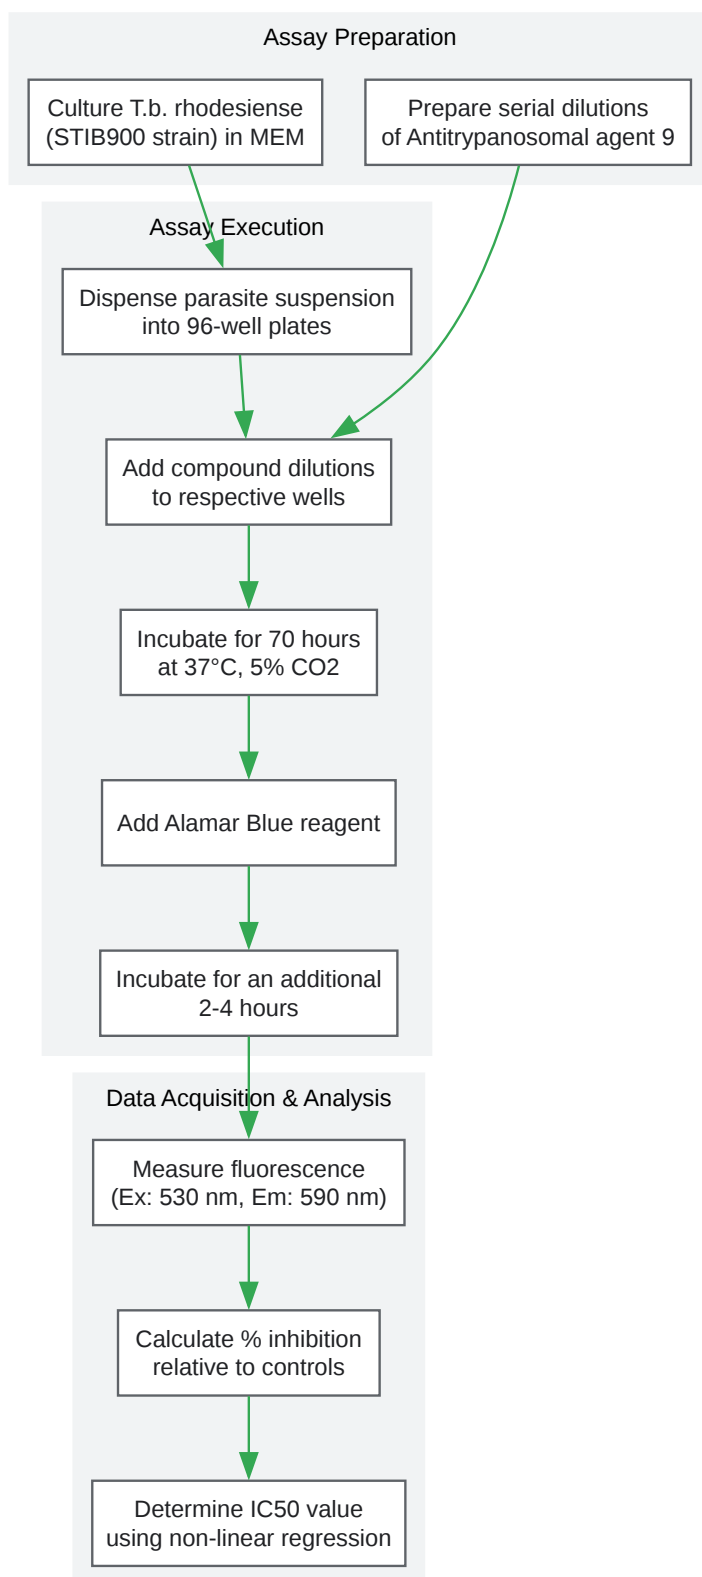 Assay Preparation
Culture T.b. rhodesiense
(STIB900 strain) in MEM
Prepare serial dilutions
of Antitrypanosomal agent 9
Assay Execution
Dispense parasite suspension
into 96-well plates
Add compound dilutions
to respective wells
Incubate for 70 hours
at 37°C, 5% CO2
Add Alamar Blue reagent
Incubate for an additional
2-4 hours
Data Acquisition & Analysis
Measure fluorescence
(Ex: 530 nm, Em: 590 nm)
Calculate % inhibition
relative to controls
Determine IC50 value
using non-linear regression